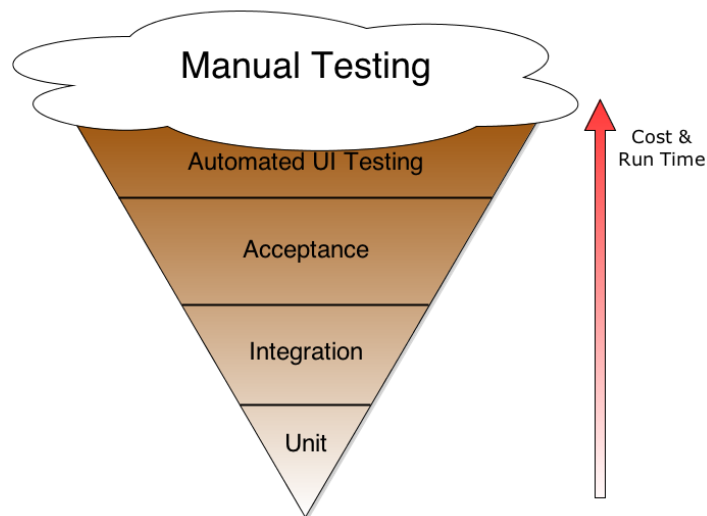 Manual Testing
Automated UI Testing
Cost &
Run Time
Acceptance
Integration
Unit